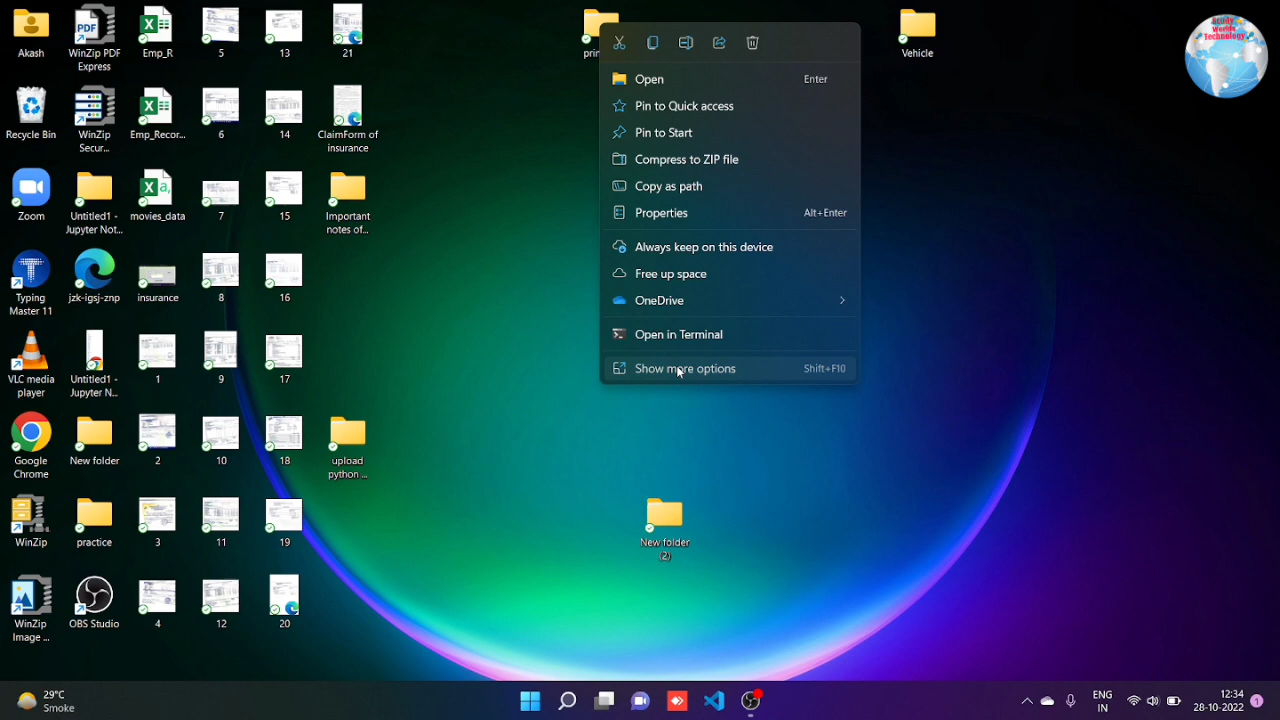 Akash
WinZip PDF
Express
Emp_R
5
13
21
Vehicle
Study
Worlds
Technology
Open
Enter
Pin to Quick access
Pin to Start
Compress to ZIP file
Copy as path
Properties
Alt+Enter
Always keep on this device
Free up space
OneDrive
Open in Terminal
Show more options
Shift+F10
Recycle Bin
WinZip
Secur...
Emp_Recor...
6
14
ClaimForm of
insurance
Zoom
Untitled1 -
Jupyter Not...
movies_data
7
15
Important
notes of...
Typing
Master 11
jzk-igsj-znp
insurance
8
16
VLC media
player
Untitled1 -
Jupyter N...
1
9
17
Google
Chrome
New folder
2
10
18
upload
python ...
WinZip
practice
3
11
19
New folder
(2)
WinZip
Image ...
OBS Studio
4
12
20
29°C
Smoke
ENG
IN
12:34
28-10-2022
1